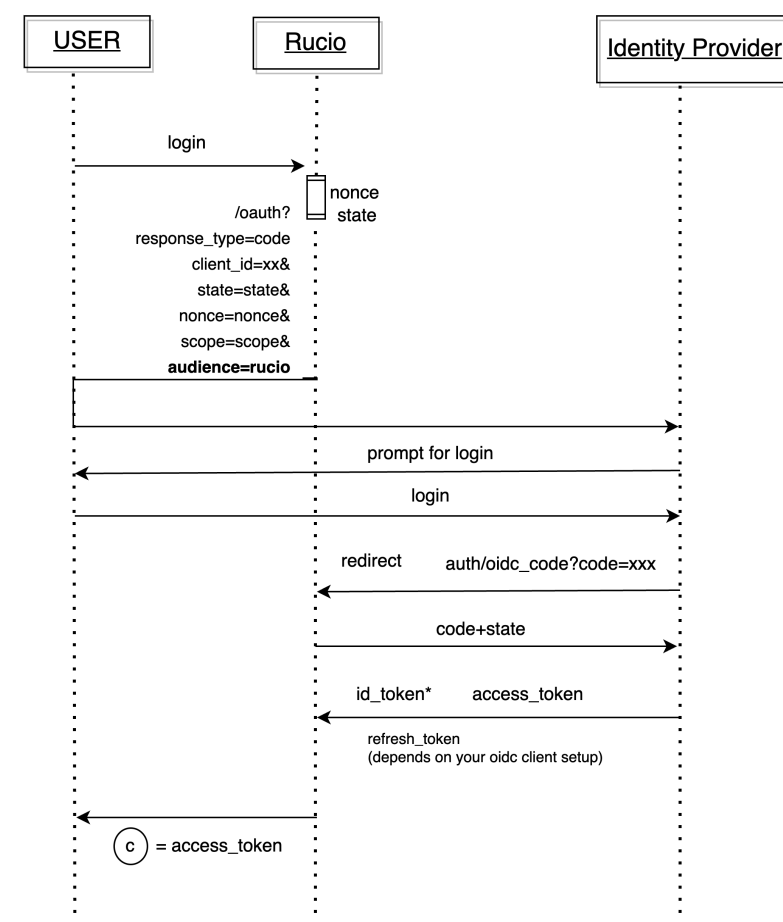 USER
Rucio
Identity Provider
login
nonce
state
/oauth?
response_type=code
client_id=xx&
state=state&
nonce=nonce&
scope=scope&
audience=rucio
prompt for login
login
redirect
auth/oidc_code?code=xxx
code+state
id_token*
access_token
refresh_token
(depends on your oidc client setup)
c = access_token